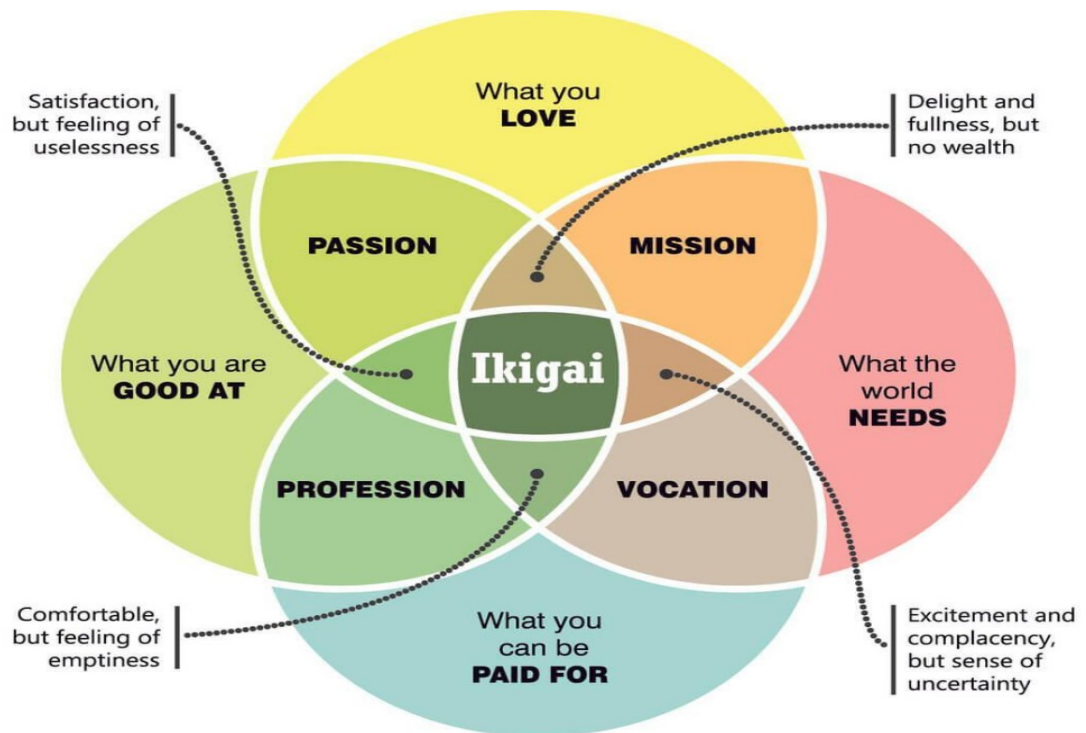 What you
LOVE
Satisfaction,
but feeling of
uselessness
Delight and
fullness, but
no wealth
PASSION
MISSION
What you are
GOOD AT
Ikigai
What the
world
NEEDS
PROFESSION
VOCATION
Comfortable,
but feeling of
emptiness
What you
can be
PAID FOR
Excitement and
complacency,
but sense of
uncertainty